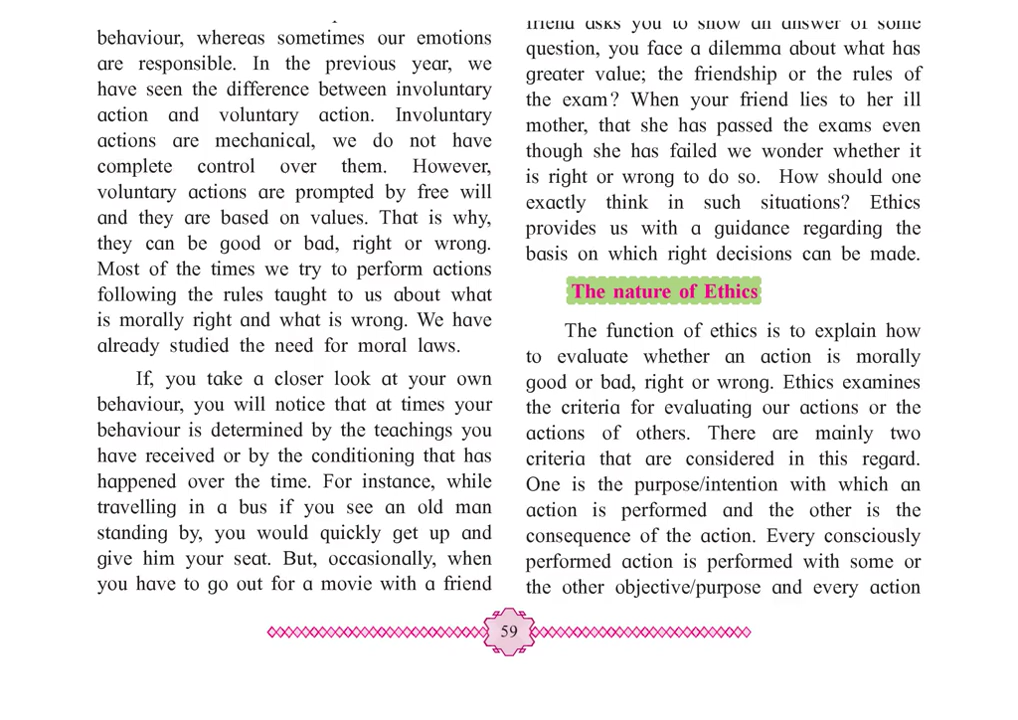 behaviour, whereas sometimes our emotions
are responsible. In the previous year, we
have seen the difference between involuntary
action and voluntary action. Involuntary
actions are mechanical, we do not have
complete control over them. However,
voluntary actions are prompted by free will
and they are based on values. That is why,
they can be good or bad, right or wrong.
Most of the times we try to perform actions
following the rules taught to us about what
is morally right and what is wrong. We have
already studied the need for moral laws.
If, you take a closer look at your own
behaviour, you will notice that at times your
behaviour is determined by the teachings you
have received or by the conditioning that has
happened over the time. For instance, while
travelling in a bus if you see an old man
standing by, you would quickly get up and
give him your seat. But, occasionally, when
you have to go out for a movie with a friend
friend asks you to show an answer of some
question, you face a dilemma about what has
greater value; the friendship or the rules of
the exam? When your friend lies to her ill
mother, that she has passed the exams even
though she has failed we wonder whether it
is right or wrong to do so. How should one
exactly think in such situations? Ethics
provides us with a guidance regarding the
basis on which right decisions can be made.
The nature of Ethics
The function of ethics is to explain how
to evaluate whether an action is morally
good or bad, right or wrong. Ethics examines
the criteria for evaluating our actions or the
actions of others. There are mainly two
criteria that are considered in this regard.
One is the purpose/intention with which an
action is performed and the other is the
consequence of the action. Every consciously
performed action is performed with some or
the other objective/purpose and every action
59